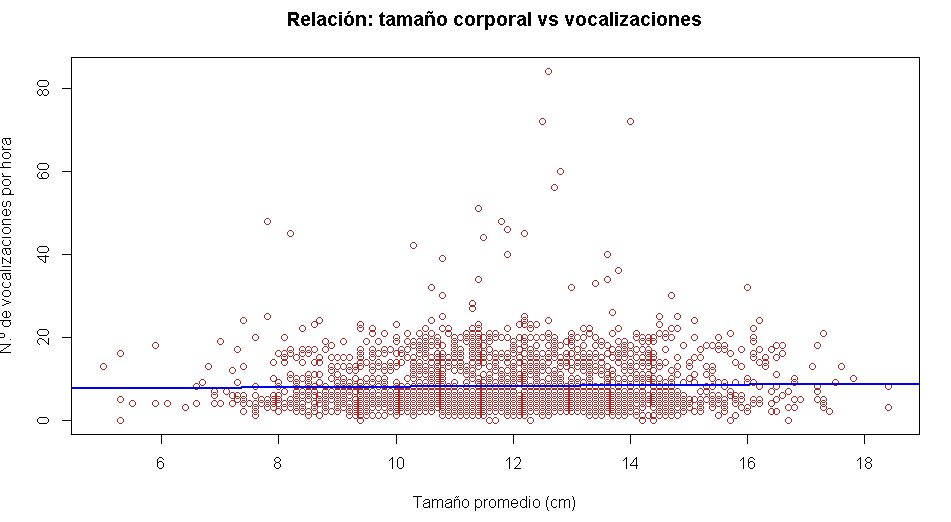 Relación: tamaño corporal vs vocalizaciones
N.º de vocalizaciones por hora
80
60
40
20
0
6 8 10 12 14 16 18
Tamaño promedio (cm)